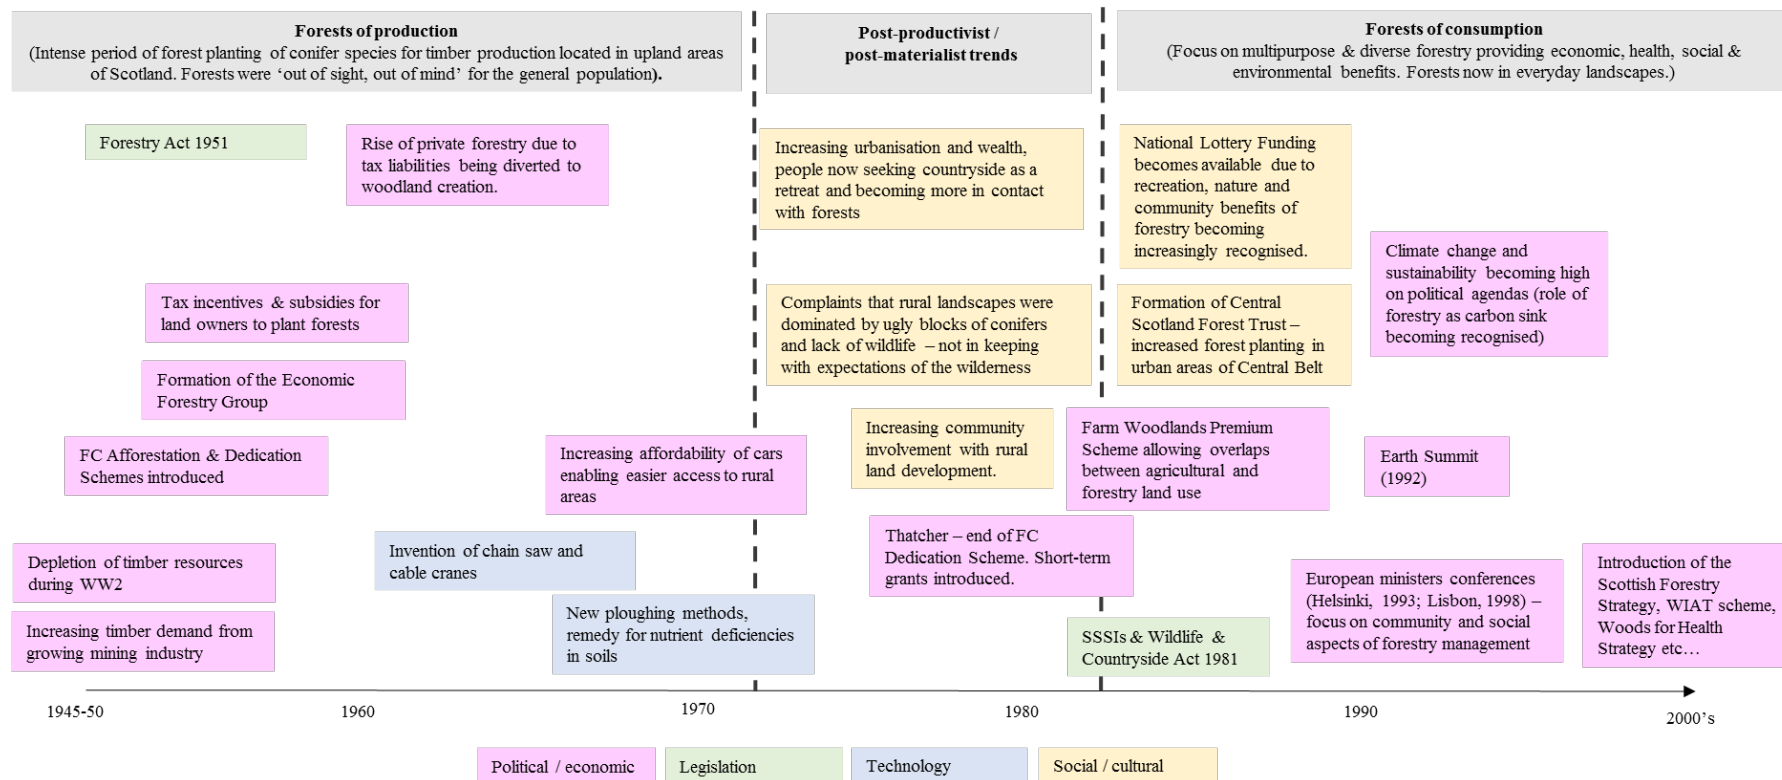 Forests of production
(Intense period of forest planting of conifer species for timber production located in upland areas
of Scotland. Forests were ‘out of sight, out of mind’ for the general population).
Post-productivist /
post-materialist trends
Forests of consumption
(Focus on multipurpose & diverse forestry providing economic, health, social &
environmental benefits. Forests now in everyday landscapes.)
Forestry Act 1951
Rise of private forestry due to
tax liabilities being diverted to
woodland creation.
Increasing urbanisation and wealth,
people now seeking countryside as a
retreat and becoming more in contact
with forests
National Lottery Funding
becomes available due to
recreation, nature and
community benefits of
forestry becoming
increasingly recognised.
Climate change and
sustainability becoming high
on political agendas (role of
forestry as carbon sink
becoming recognised)
Tax incentives & subsidies for
land owners to plant forests
Complaints that rural landscapes were
dominated by ugly blocks of conifers
and lack of wildlife – not in keeping
with expectations of the wilderness
Formation of Central
Scotland Forest Trust –
increased forest planting in
urban areas of Central Belt
Formation of the Economic
Forestry Group
FC Afforestation & Dedication
Schemes introduced
Increasing affordability of cars
enabling easier access to rural
areas
Increasing community
involvement with rural
land development.
Farm Woodlands Premium
Scheme allowing overlaps
between agricultural and
forestry land use
Earth Summit
(1992)
Depletion of timber resources
during WW2
Invention of chain saw and
cable cranes
Thatcher – end of FC
Dedication Scheme. Short-term
grants introduced.
European ministers conferences
(Helsinki, 1993; Lisbon, 1998) –
focus on community and social
aspects of forestry management
Introduction of the
Scottish Forestry
Strategy, WIAT scheme,
Woods for Health
Strategy etc…
Increasing timber demand from
growing mining industry
New ploughing methods,
remedy for nutrient deficiencies
in soils
SSSIs & Wildlife &
Countryside Act 1981
1945-50
1960
1970
1980
1990
2000's
Political / economic
Legislation
Technology
Social / cultural